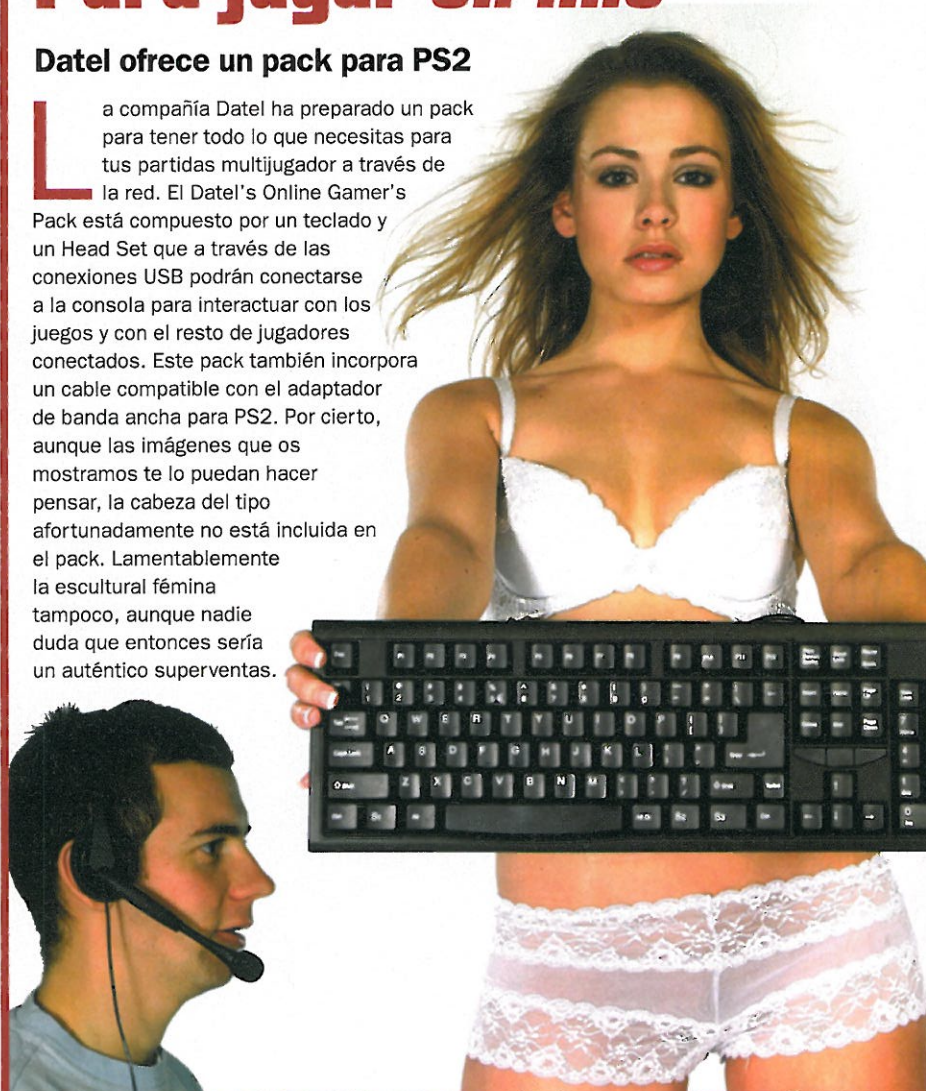 Para jugar on line
Datel ofrece un pack para PS2
La compañía Datel ha preparado un pack
para tener todo lo que necesitas para
tus partidas multijugador a través de
la red. El Datel's Online Gamer's
Pack está compuesto por un teclado y
un Head Set que a través de las
conexiones USB podrán conectarse
a la consola para interactuar con los
juegos y con el resto de jugadores
conectados. Este pack también incorpora
un cable compatible con el adaptador
de banda ancha para PS2. Por cierto,
aunque las imágenes que os
mostramos te lo puedan hacer
pensar, la cabeza del tipo
afortunadamente no está incluida en
el pack. Lamentablemente
la escultural fémina
tampoco, aunque nadie
duda que entonces sería
un auténtico superventas.
Q W E R T Y U I O P
Caps Lock A S D F G H J K L
Z X C V B N M